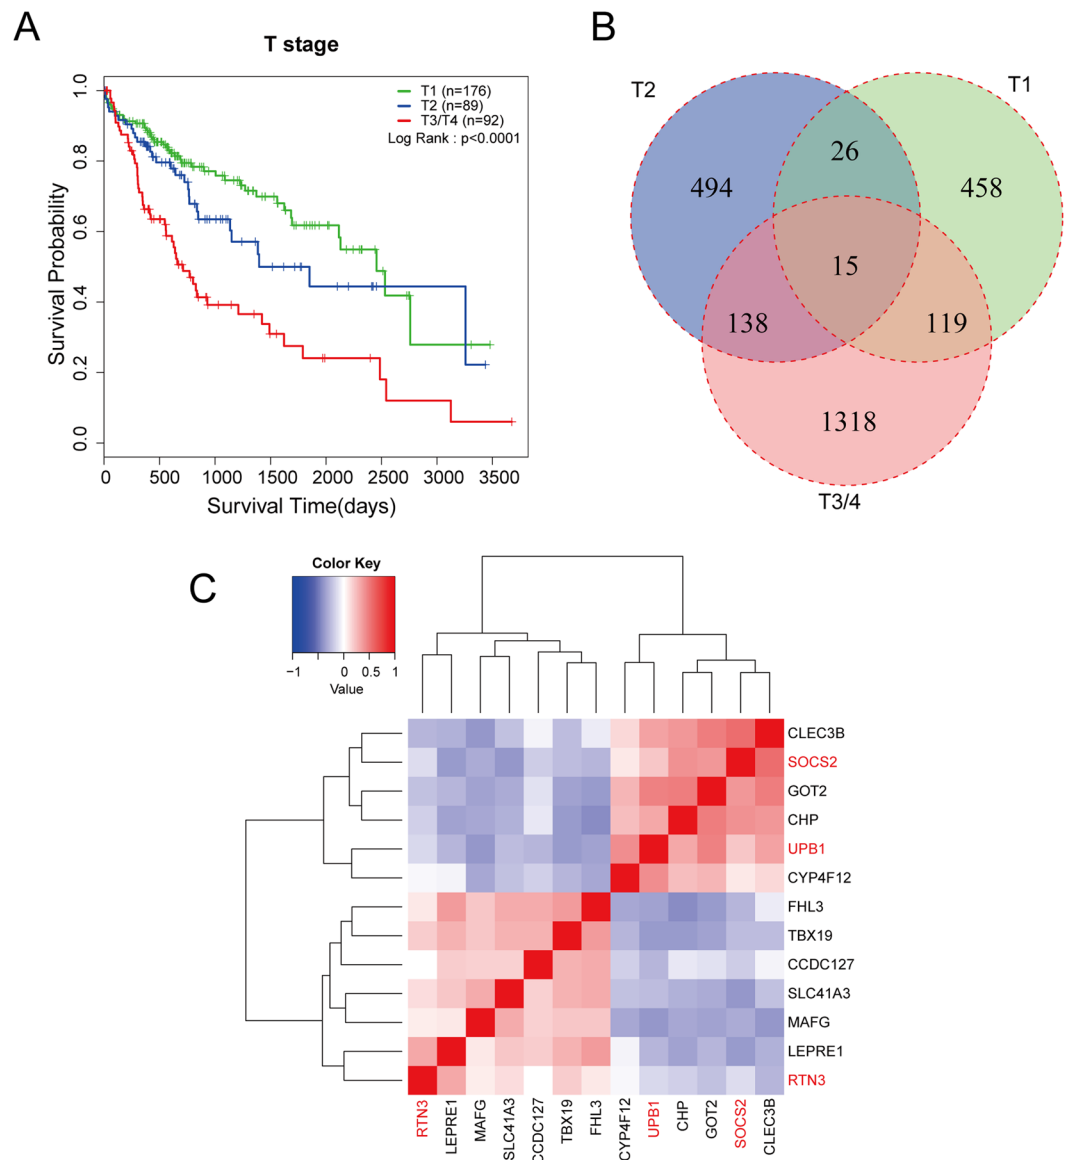 A
T stage
T1 (n=176)
T2 (n=89)
T3/T4 (n=92)
Log Rank : p<0.0001
Survival Probability
1.0
0.8
0.6
0.4
0.2
0.0
0 500 1000 1500 2000 2500 3000 3500
Survival Time(days)
B
T2
T1
26
494
458
15
138
119
1318
T3/4
C
Color Key
−1 0 0.5 1
Value
CLEC3B
SOCS2
GOT2
CHP
UPB1
CYP4F12
FHL3
TBX19
CCDC127
SLC41A3
MAFG
LEPRE1
RTN3
RTN3
LEPRE1
MAFG
SLC41A3
CCDC127
TBX19
FHL3
CYP4F12
UPB1
CHP
GOT2
SOCS2
CLEC3B